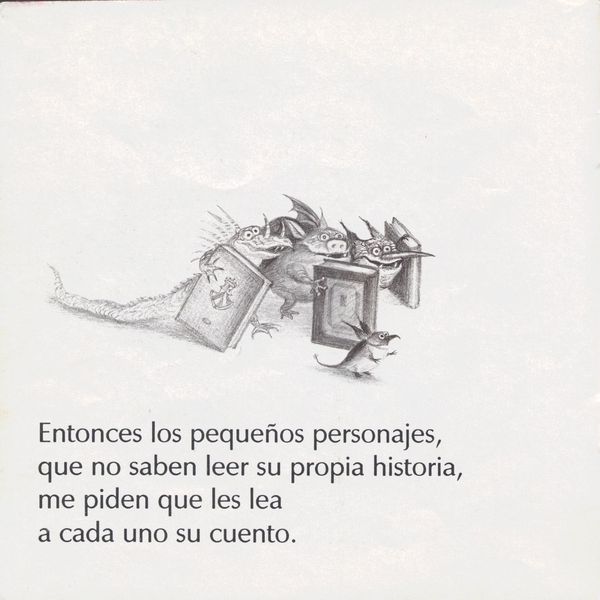 Entonces los pequeños personajes,
que no saben leer su propia historia,
me piden que les lea
a cada uno su cuento.